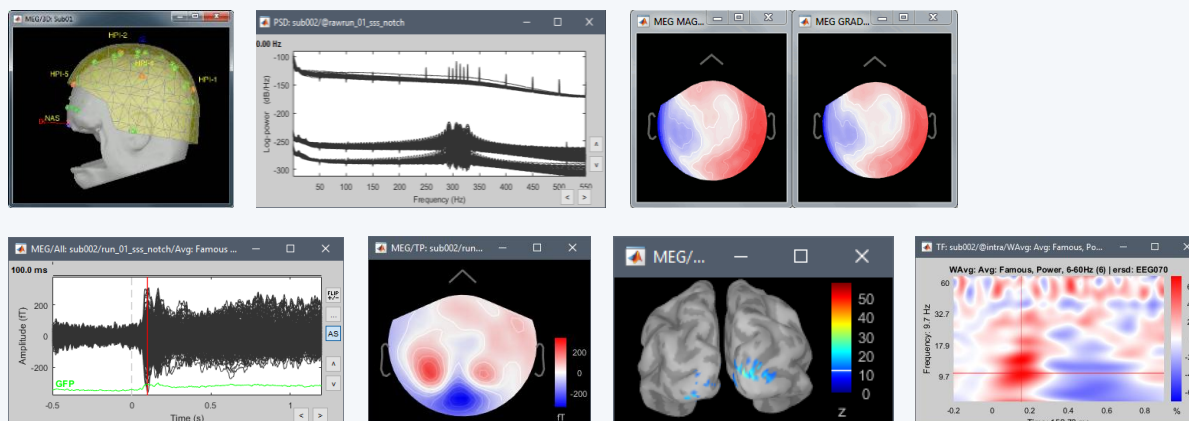 MEG/3D: Sub01
HPI-2
HPI-5
HPI-1
NAS
PSD: sub002/@rawrun_01_sss_notch
0.00 Hz
-100
-150
-200
-250
-300
Log-power (dB/Hz)
50 100 150 200 250 300 350 400 450 500 550
Frequency (Hz)
MEG MAG...
MEG GRAD...
MEG/All: sub002/run_01_sss_notch/Avg: Famous ...
100.0 ms
200
0
-200
Amplitude (fT)
GFP
-0.5 0 0.5 1
Time (s)
FLIP
+/-
...
AS
MEG/TP: sub002/run...
200
100
0
-100
-200
fT
MEG/...
50
40
30
20
10
0
z
TF: sub002/@intra/WAvg: Avg: Famous, Po...
WAvg: Avg: Famous, Power, 6-60Hz (6) | ersd: EEG070
60
32.7
17.9
9.7
Frequency: 9.7 Hz
-0.2 0 0.2 0.4 0.6 0.8
%